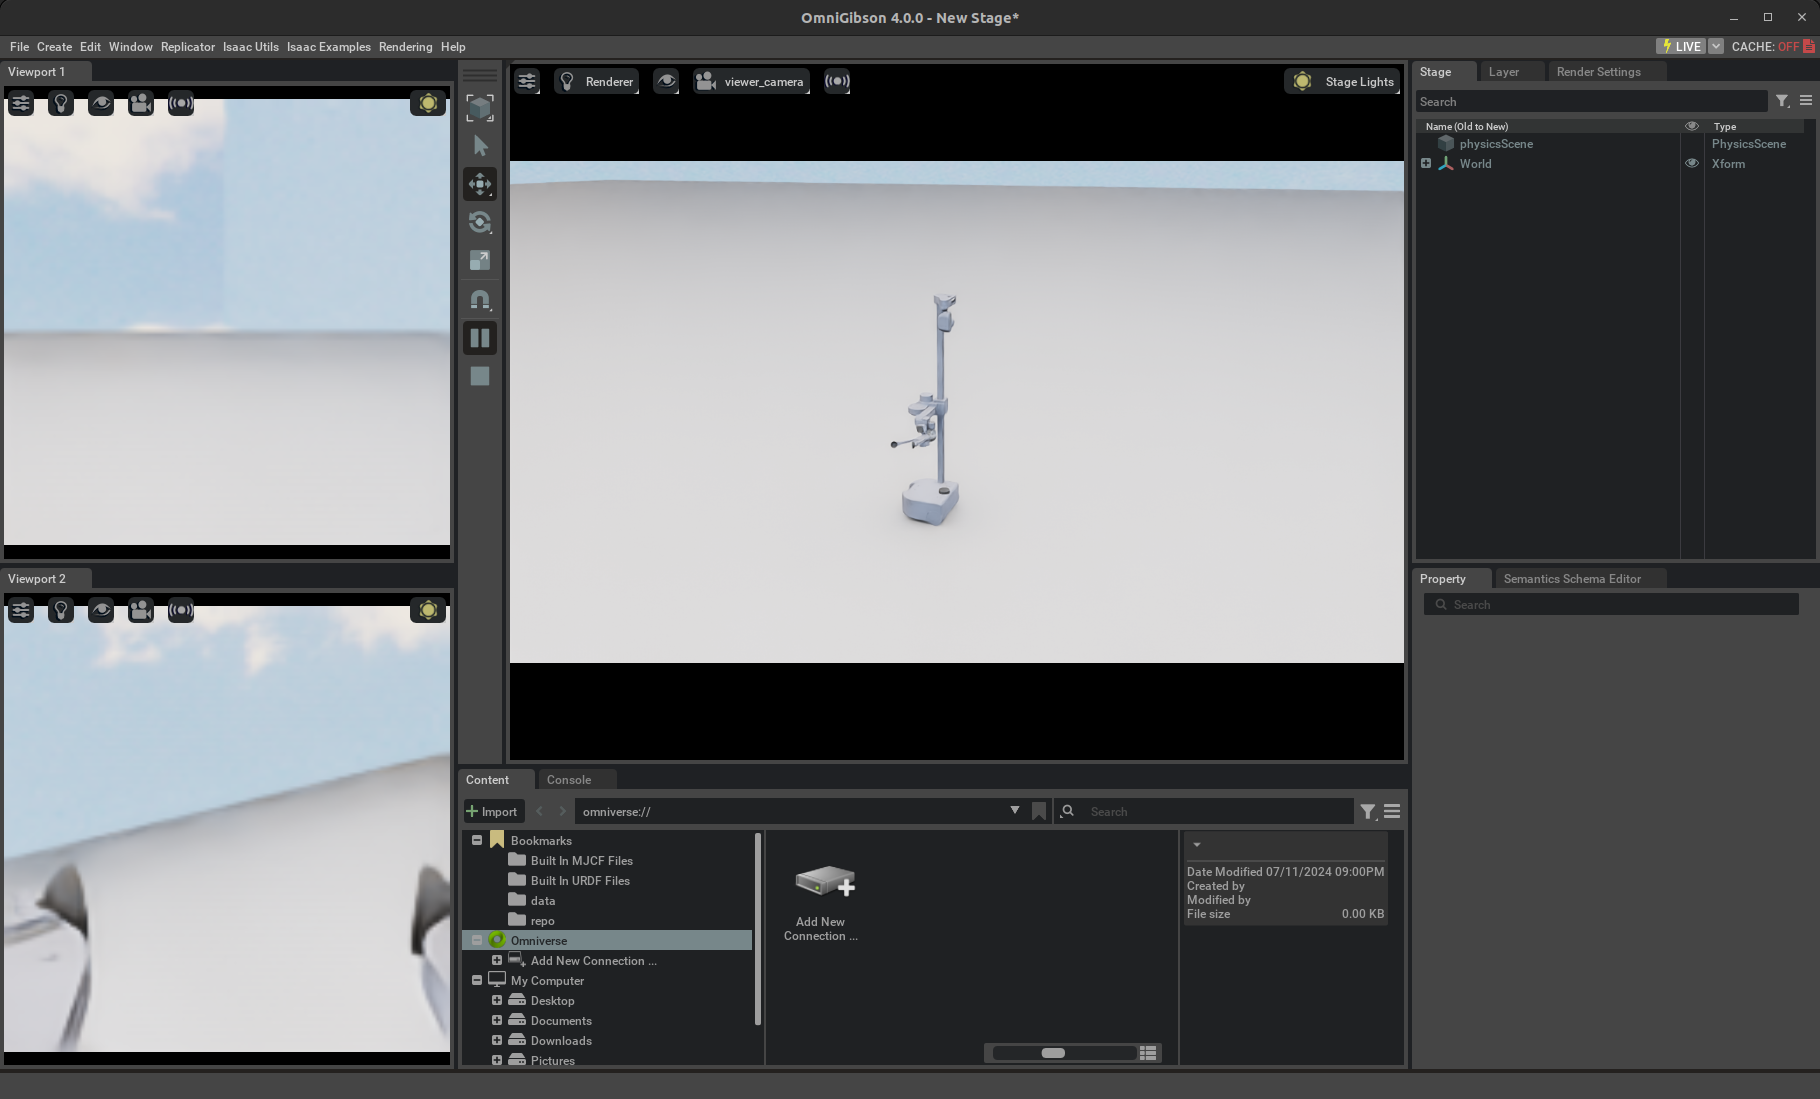 OmniGibson 4.0.0 - New Stage*
File Create Edit Window Replicator Isaac Utils Isaac Examples Rendering Help
LIVE CACHE: OFF
Viewport 1
Renderer viewer_camera Stage Lights
Stage Layer Render Settings
Search
Name (Old to New) Type
physicsScene PhysicsScene
World Xform
Viewport 2
Property Semantics Schema Editor
Search
Content Console
Import omniverse:// Search
Bookmarks
Built In MJCF Files
Built In URDF Files
data
repo
Omniverse
Add New Connection ...
My Computer
Desktop
Documents
Downloads
Pictures
Add New
Connection ...
Date Modified 07/11/2024 09:00PM
Created by
Modified by
File size 0.00 KB